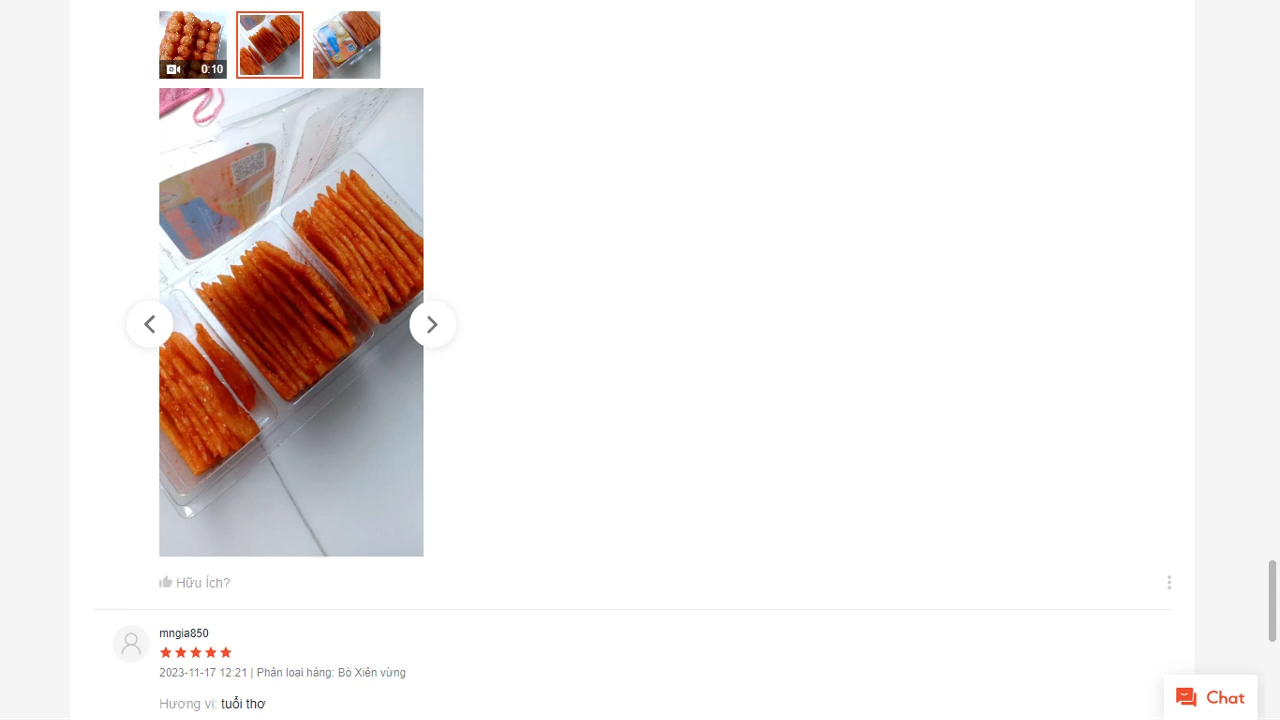 0:10
Hữu Ích?
mngia850
2023-11-17 12:21 | Phân loại hàng: Bò Xiên vừng
Hương vị: tuổi thơ
Chat